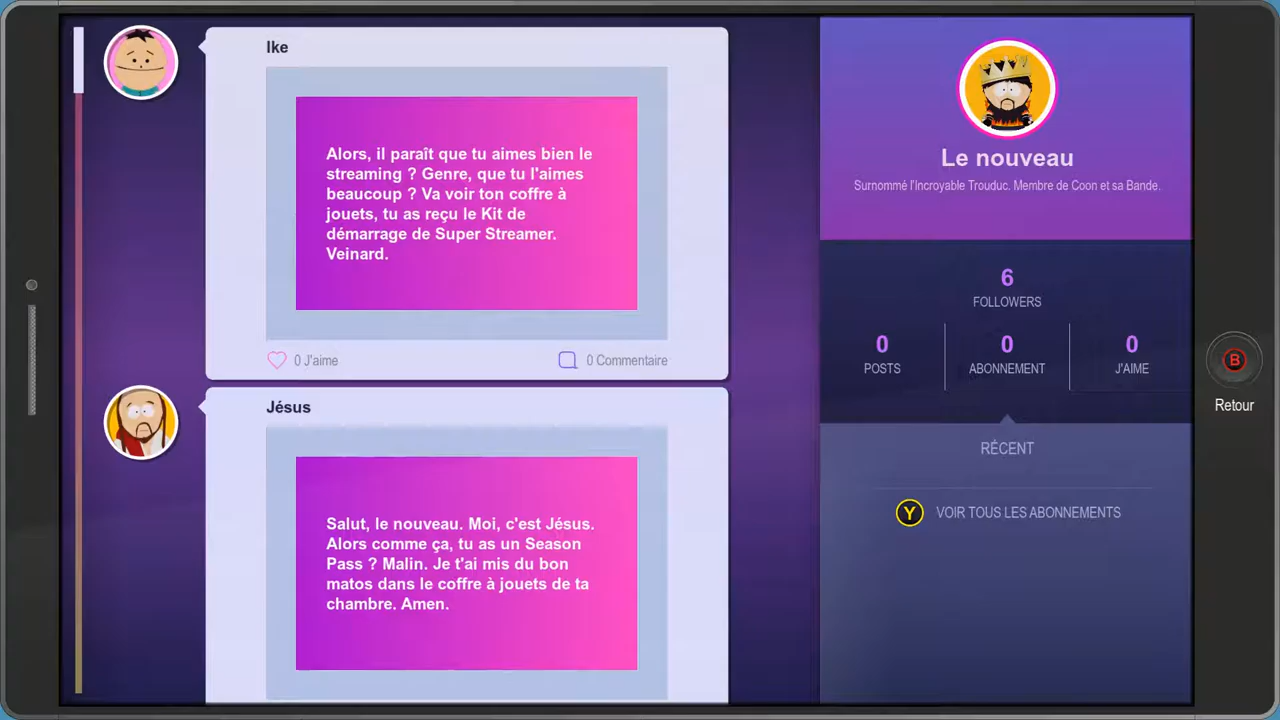 Ike
Alors, il paraît que tu aimes bien le
streaming ? Genre, que tu l'aimes
beaucoup ? Va voir ton coffre à
jouets, tu as reçu le Kit de
démarrage de Super Streamer.
Veinard.
0 J'aime
0 Commentaire
Jésus
Salut, le nouveau. Moi, c'est Jésus.
Alors comme ça, tu as un Season
Pass ? Malin. Je t'ai mis du bon
matos dans le coffre à jouets de ta
chambre. Amen.
Le nouveau
Surnommé l'Incroyable Trouduc. Membre de Coon et sa Bande.
6
FOLLOWERS
0
POSTS
0
ABONNEMENT
0
J'AIME
RÉCENT
Y VOIR TOUS LES ABONNEMENTS
B
Retour